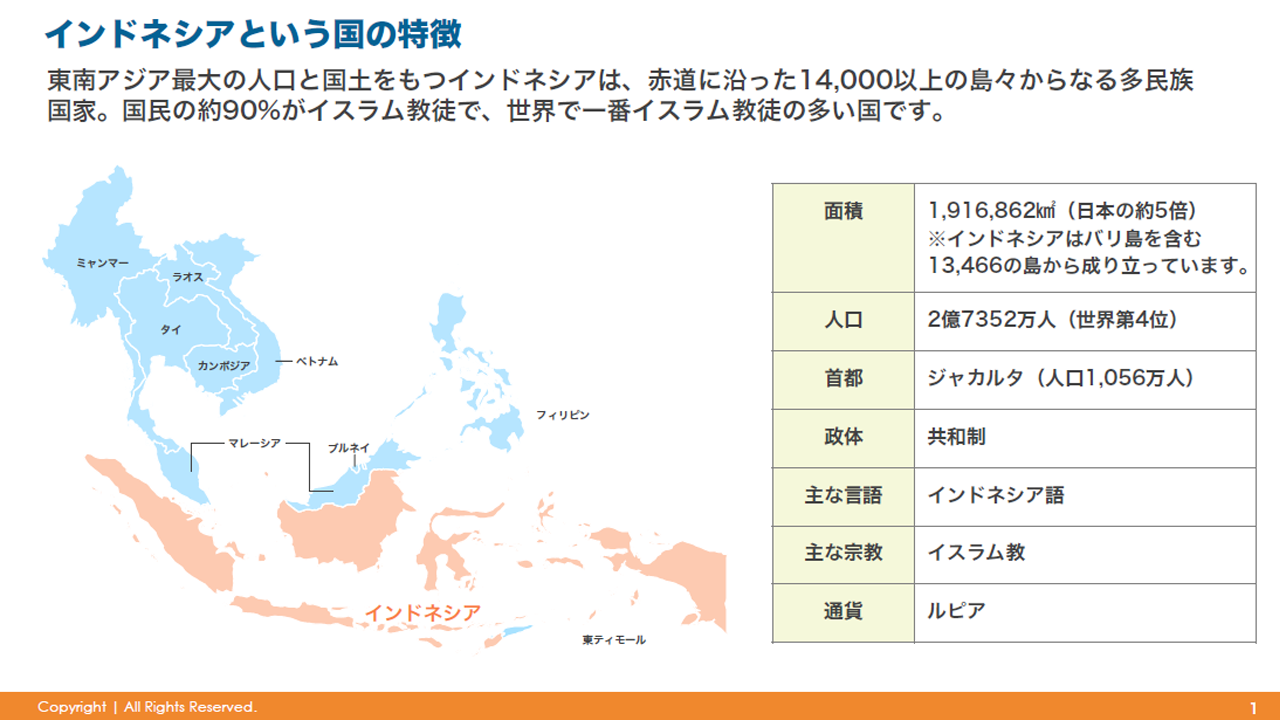 インドネシアという国の特徴
東南アジア最大の人口と国土をもつインドネシアは、赤道に沿った14,000以上の島々からなる多民族
国家。国民の約90%がイスラム教徒で、世界で一番イスラム教徒の多い国です。
ミャンマー
ラオス
タイ
カンボジア
ベトナム
フィリピン
マレーシア
ブルネイ
インドネシア
東ティモール
面積
1,916,862㎢（日本の約5倍）
※インドネシアはバリ島を含む
13,466の島から成り立っています。
人口
2億7352万人（世界第4位）
首都
ジャカルタ（人口1,056万人）
政体
共和制
主な言語
インドネシア語
主な宗教
イスラム教
通貨
ルピア
Copyright | All Rights Reserved.
1